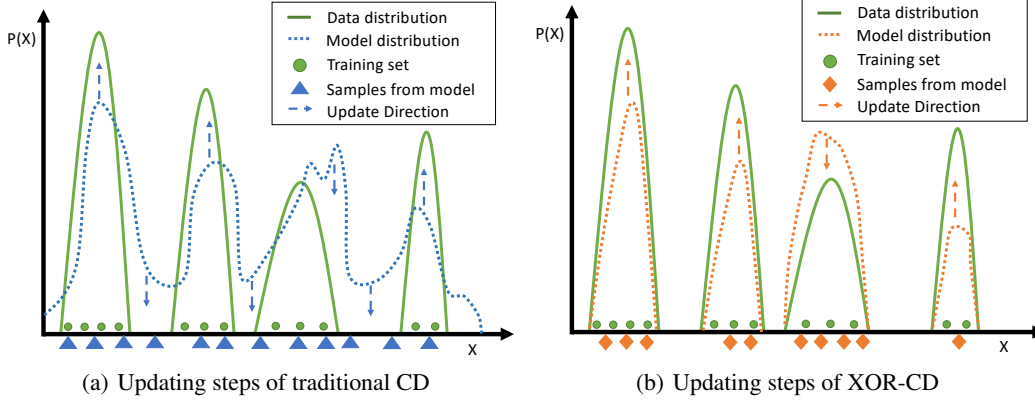 P(X)
Data distribution
Model distribution
Training set
Samples from model
Update Direction
X
(a) Updating steps of traditional CD
P(X)
Data distribution
Model distribution
Training set
Samples from model
Update Direction
X
(b) Updating steps of XOR-CD